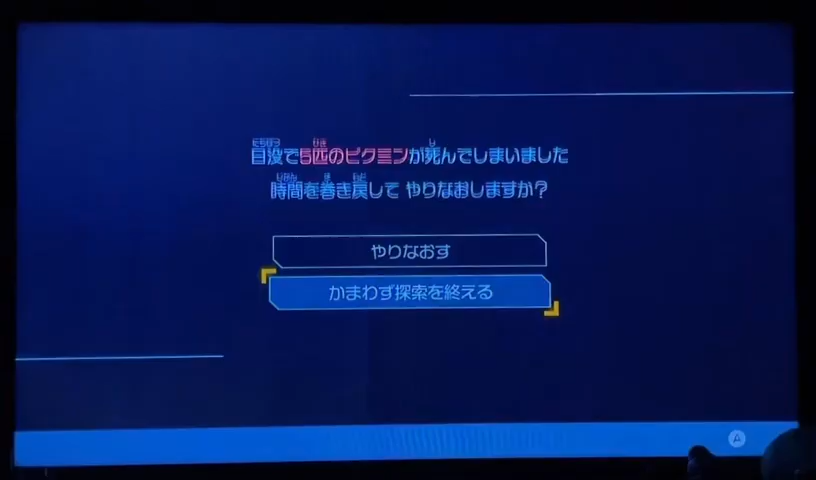 日没で5匹のピクミンが死んでしまいました
時間を巻き戻して やりなおしますか?
やりなおす
かまわず探索を終える
A